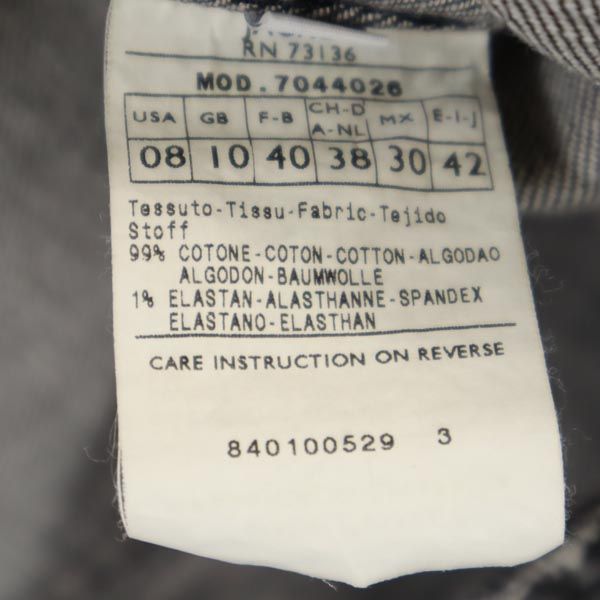 RN 73136
MOD.7044026
USA GB F-B CH-D A-NL MX E-I-J
08 10 40 38 30 42
Tessuto-Tissu-Fabric-Tejido
Stoff
99% COTONE-COTON-COTTON-ALGODAO
ALGODON-BAUMWOLLE
1% ELASTAN-ALASTHANNE-SPANDEX
ELASTANO-ELASTHAN
CARE INSTRUCTION ON REVERSE
840100529 3